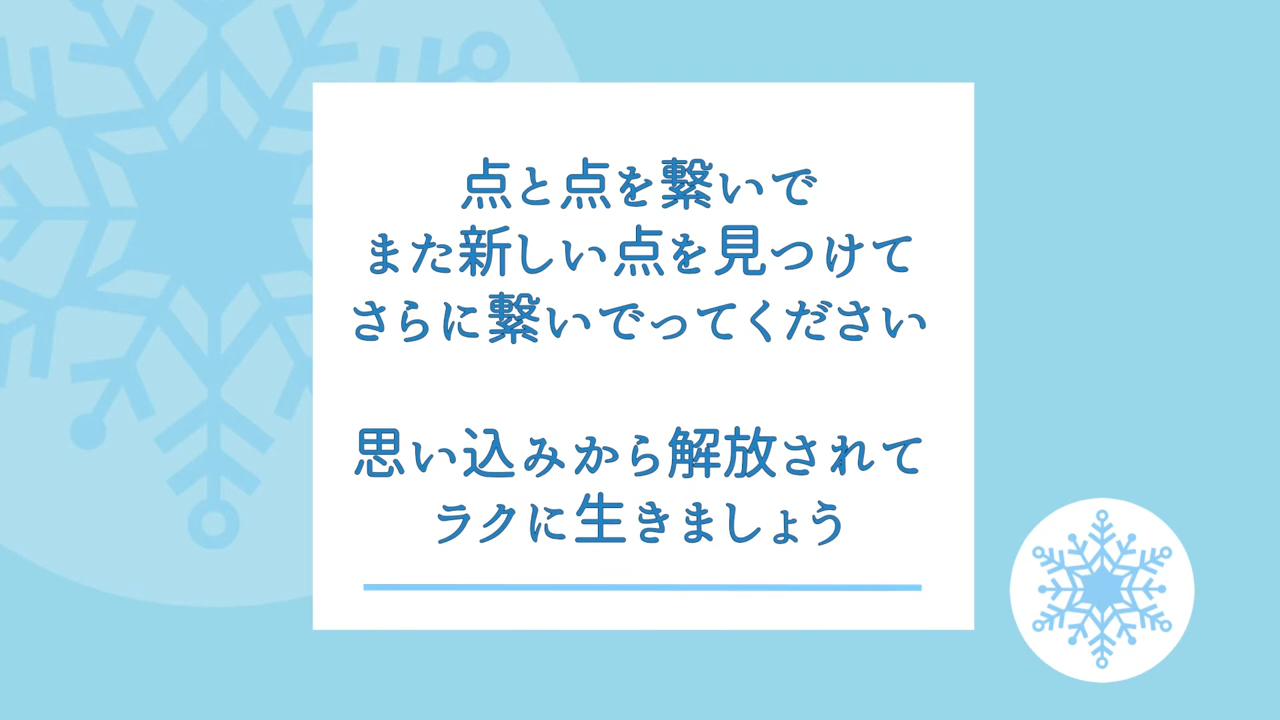 点と点を繋いで
また新しい点を見つけて
さらに繋いでってください
思い込みから解放されて
ラクに生きましょう